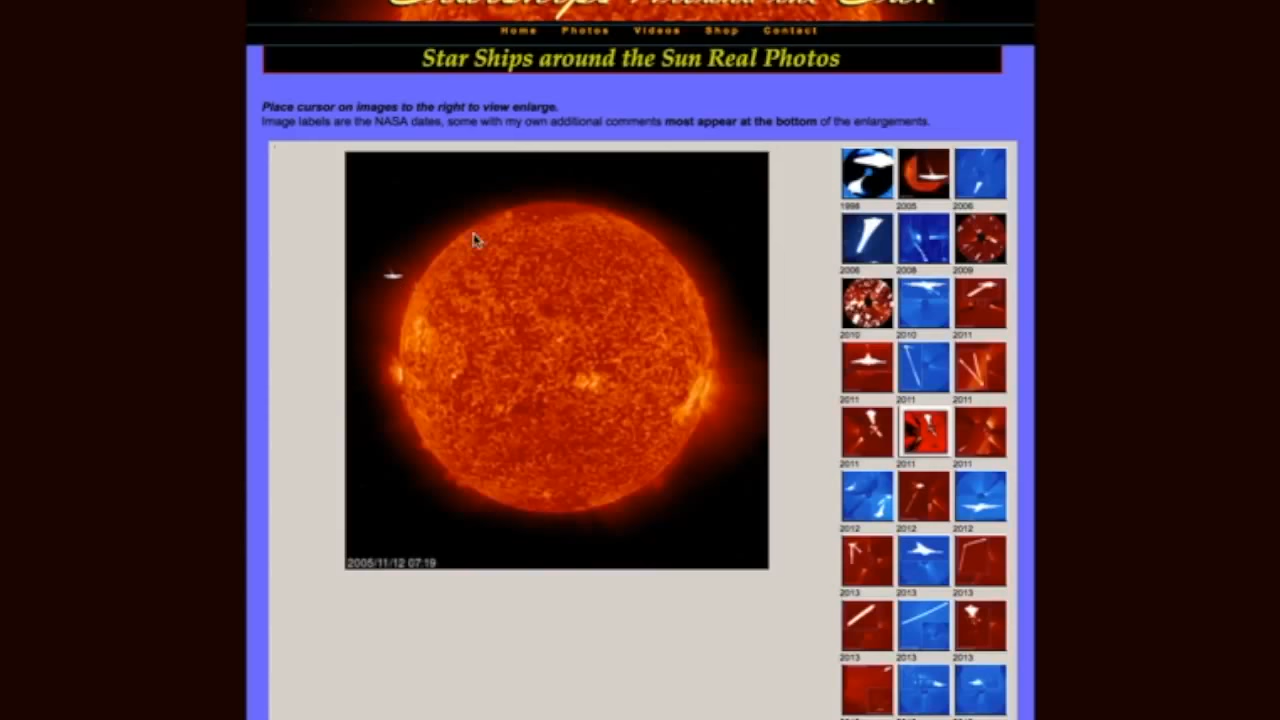 Home Photos Videos Shop Contact
Star Ships around the Sun Real Photos
Place cursor on images to the right to view enlarge.
Image labels are the NASA dates, some with my own additional comments most appear at the bottom of the enlargements.
1998 2005 2006
2006 2008 2009
2010 2010 2011
2011 2011 2011
2011 2011 2011
2012 2012 2012
2005/11/12 07:19
2013 2013 2013
2013 2013 2013